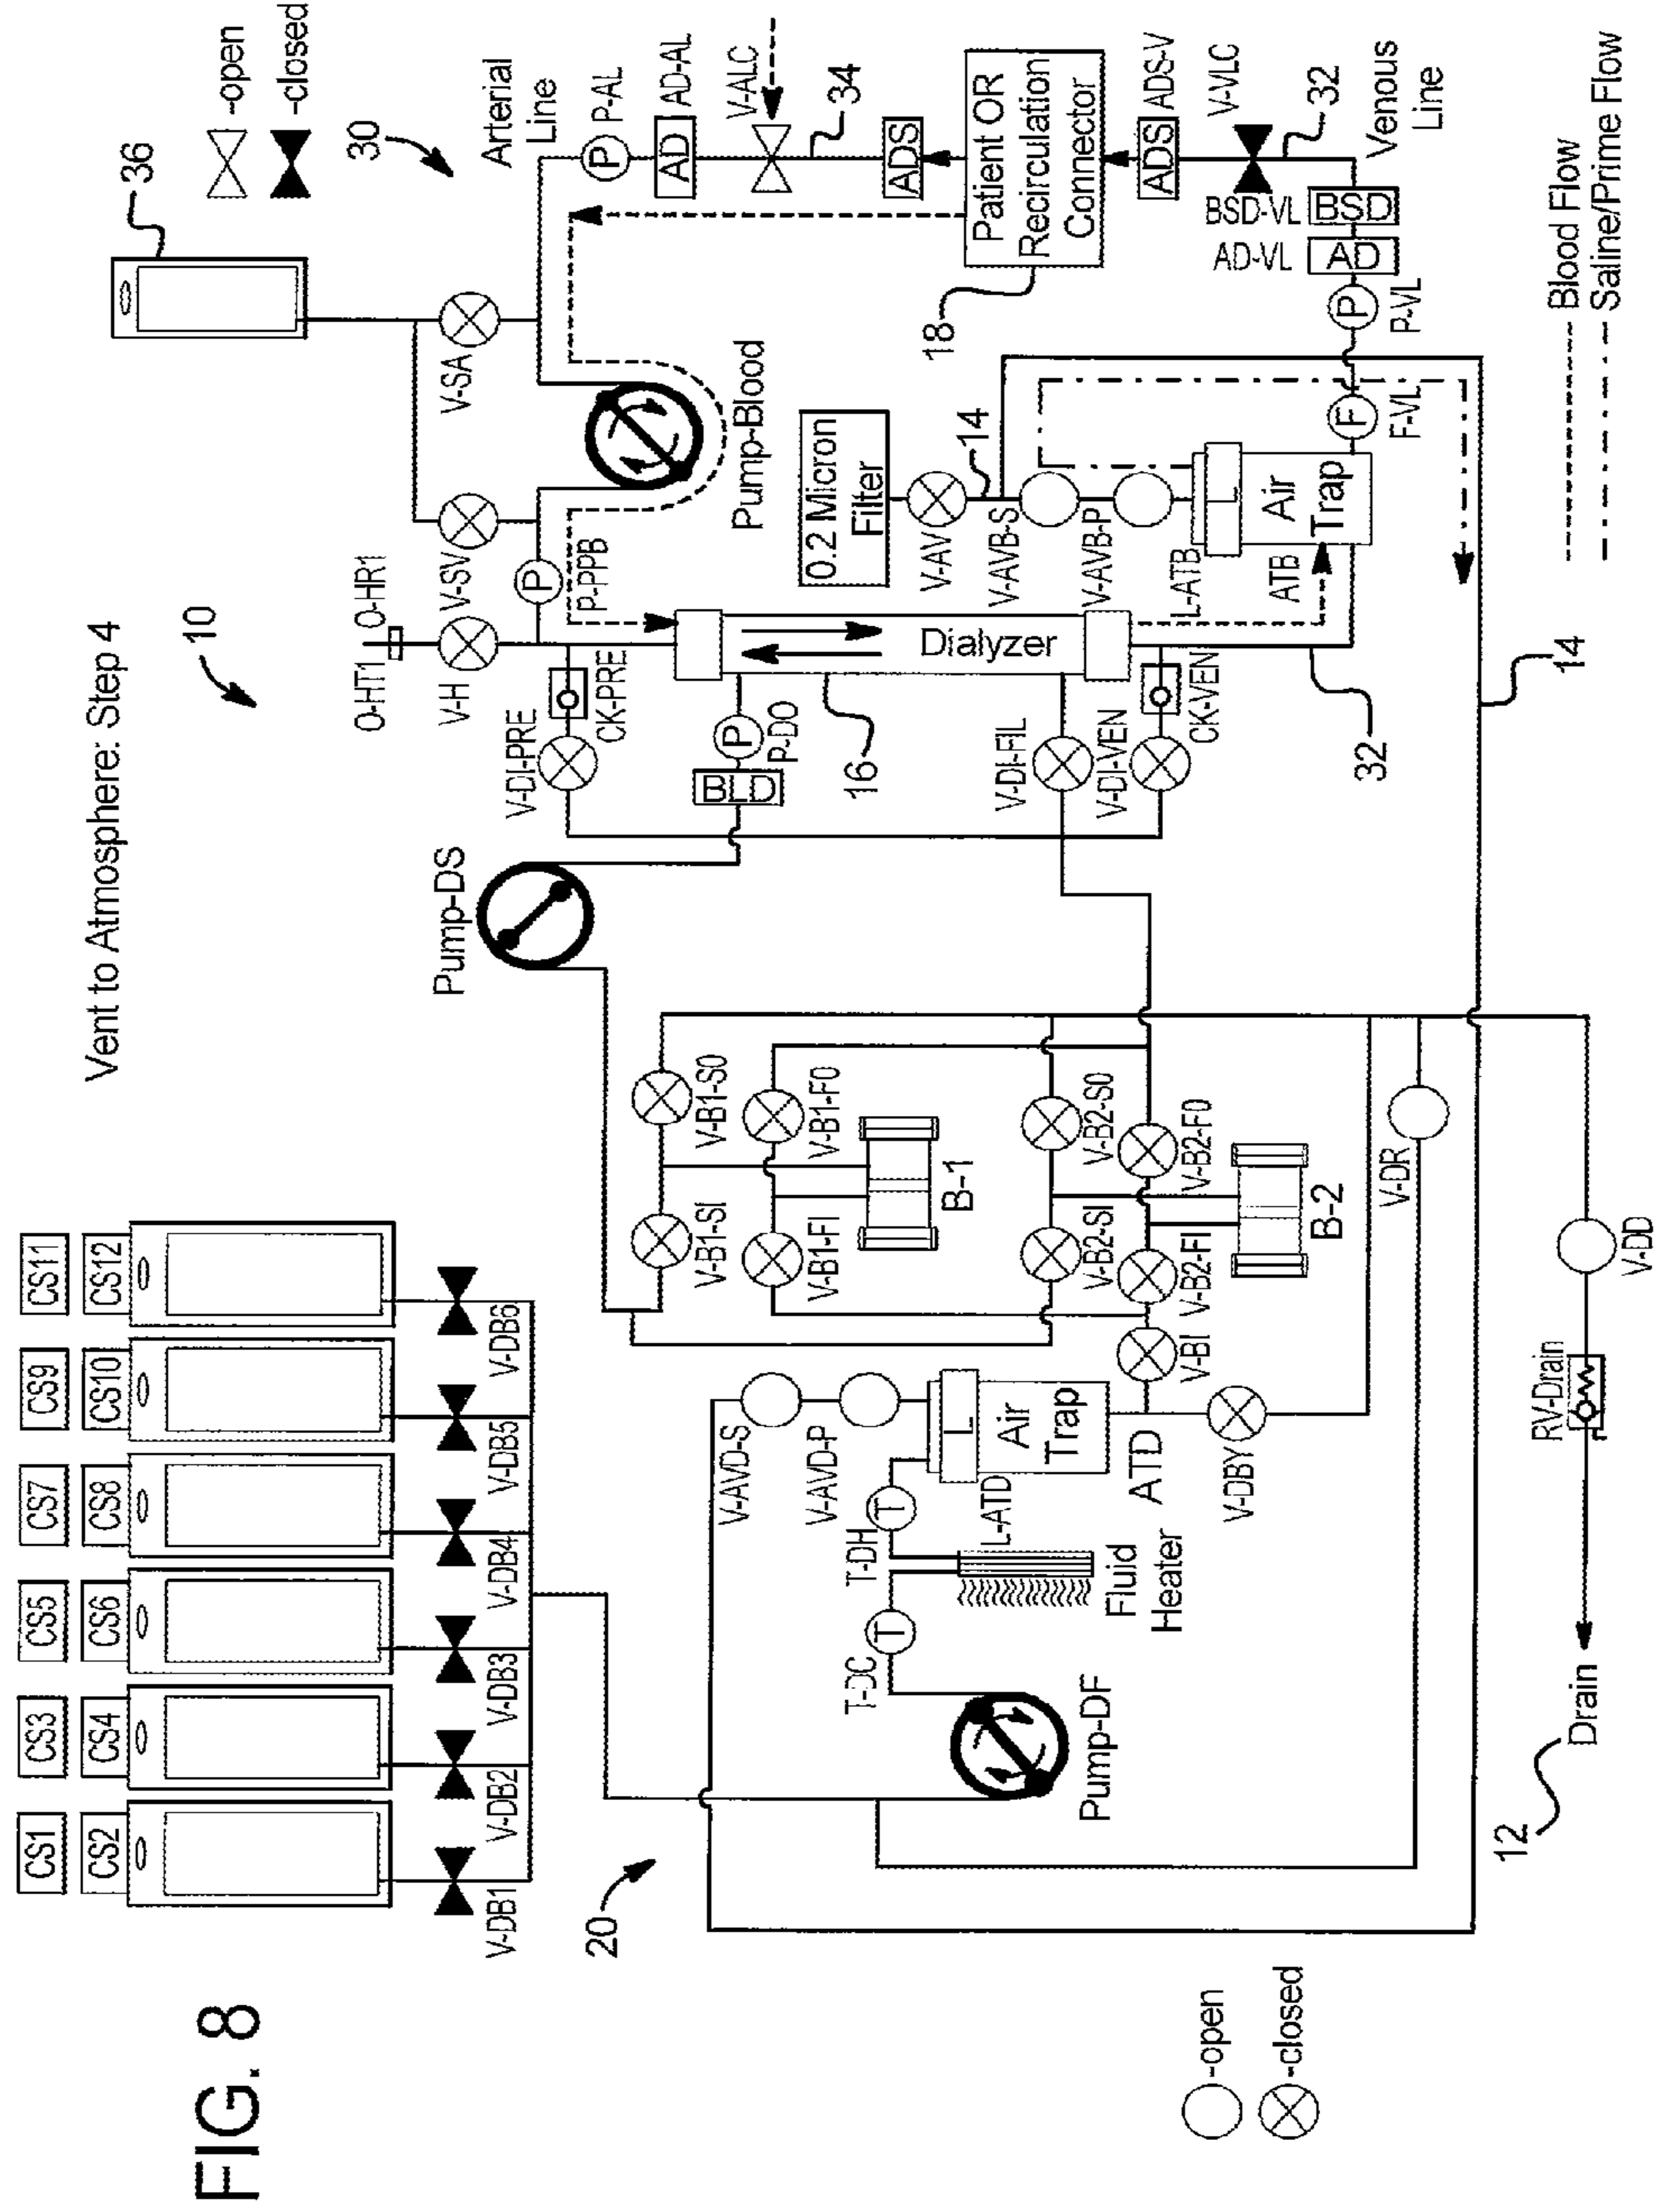 FIG. 8
Vent to Atmosphere: Step 4
10
CS1
CS2
CS3
CS4
CS5
CS6
CS7
CS8
CS9
CS10
CS11
CS12
V-DB1
V-DB2
V-DB3
V-DB4
V-DB5
V-DB6
20
36
-open
-closed
30
Arterial
Line
P-AL
P
AD
AD-AL
V-ALC
34
ADS
Patient OR
Recirculation
Connector
18
ADS
ADS-V
V-VLC
32
Venous
Line
BSD-VL
BSD
AD-VL
AD
P
P-VL
F
F-VL
V-SA
V-SV
Pump-Blood
O-HT1
O-HIR1
V-H
P
P-PPB
V-DI-PRE
CK-PRE
Dialyzer
16
P
P-DO
BLD
V-DI-FIL
V-DI-VEN
CK-VEN
32
0.2 Micron
Filter
V-AV
14
V-AVB-S
V-AVB-P
L-ATB
L
Air
Trap
ATB
14
Pump-DS
V-B1-SI
V-B1-S0
V-B1-FI
V-B1-F0
B-1
V-B2-SI
V-B2-S0
V-B2-FI
V-B2-F0
B-2
V-BI
V-DBY
V-DR
V-DD
V-AVD-S
V-AVD-P
L
Air
Trap
ATD
L-ATD
T
T-DH
T
T-DC
Fluid
Heater
Pump-DF
RV-Drain
Drain
12
-open
-closed
Blood Flow
Saline/Prime Flow